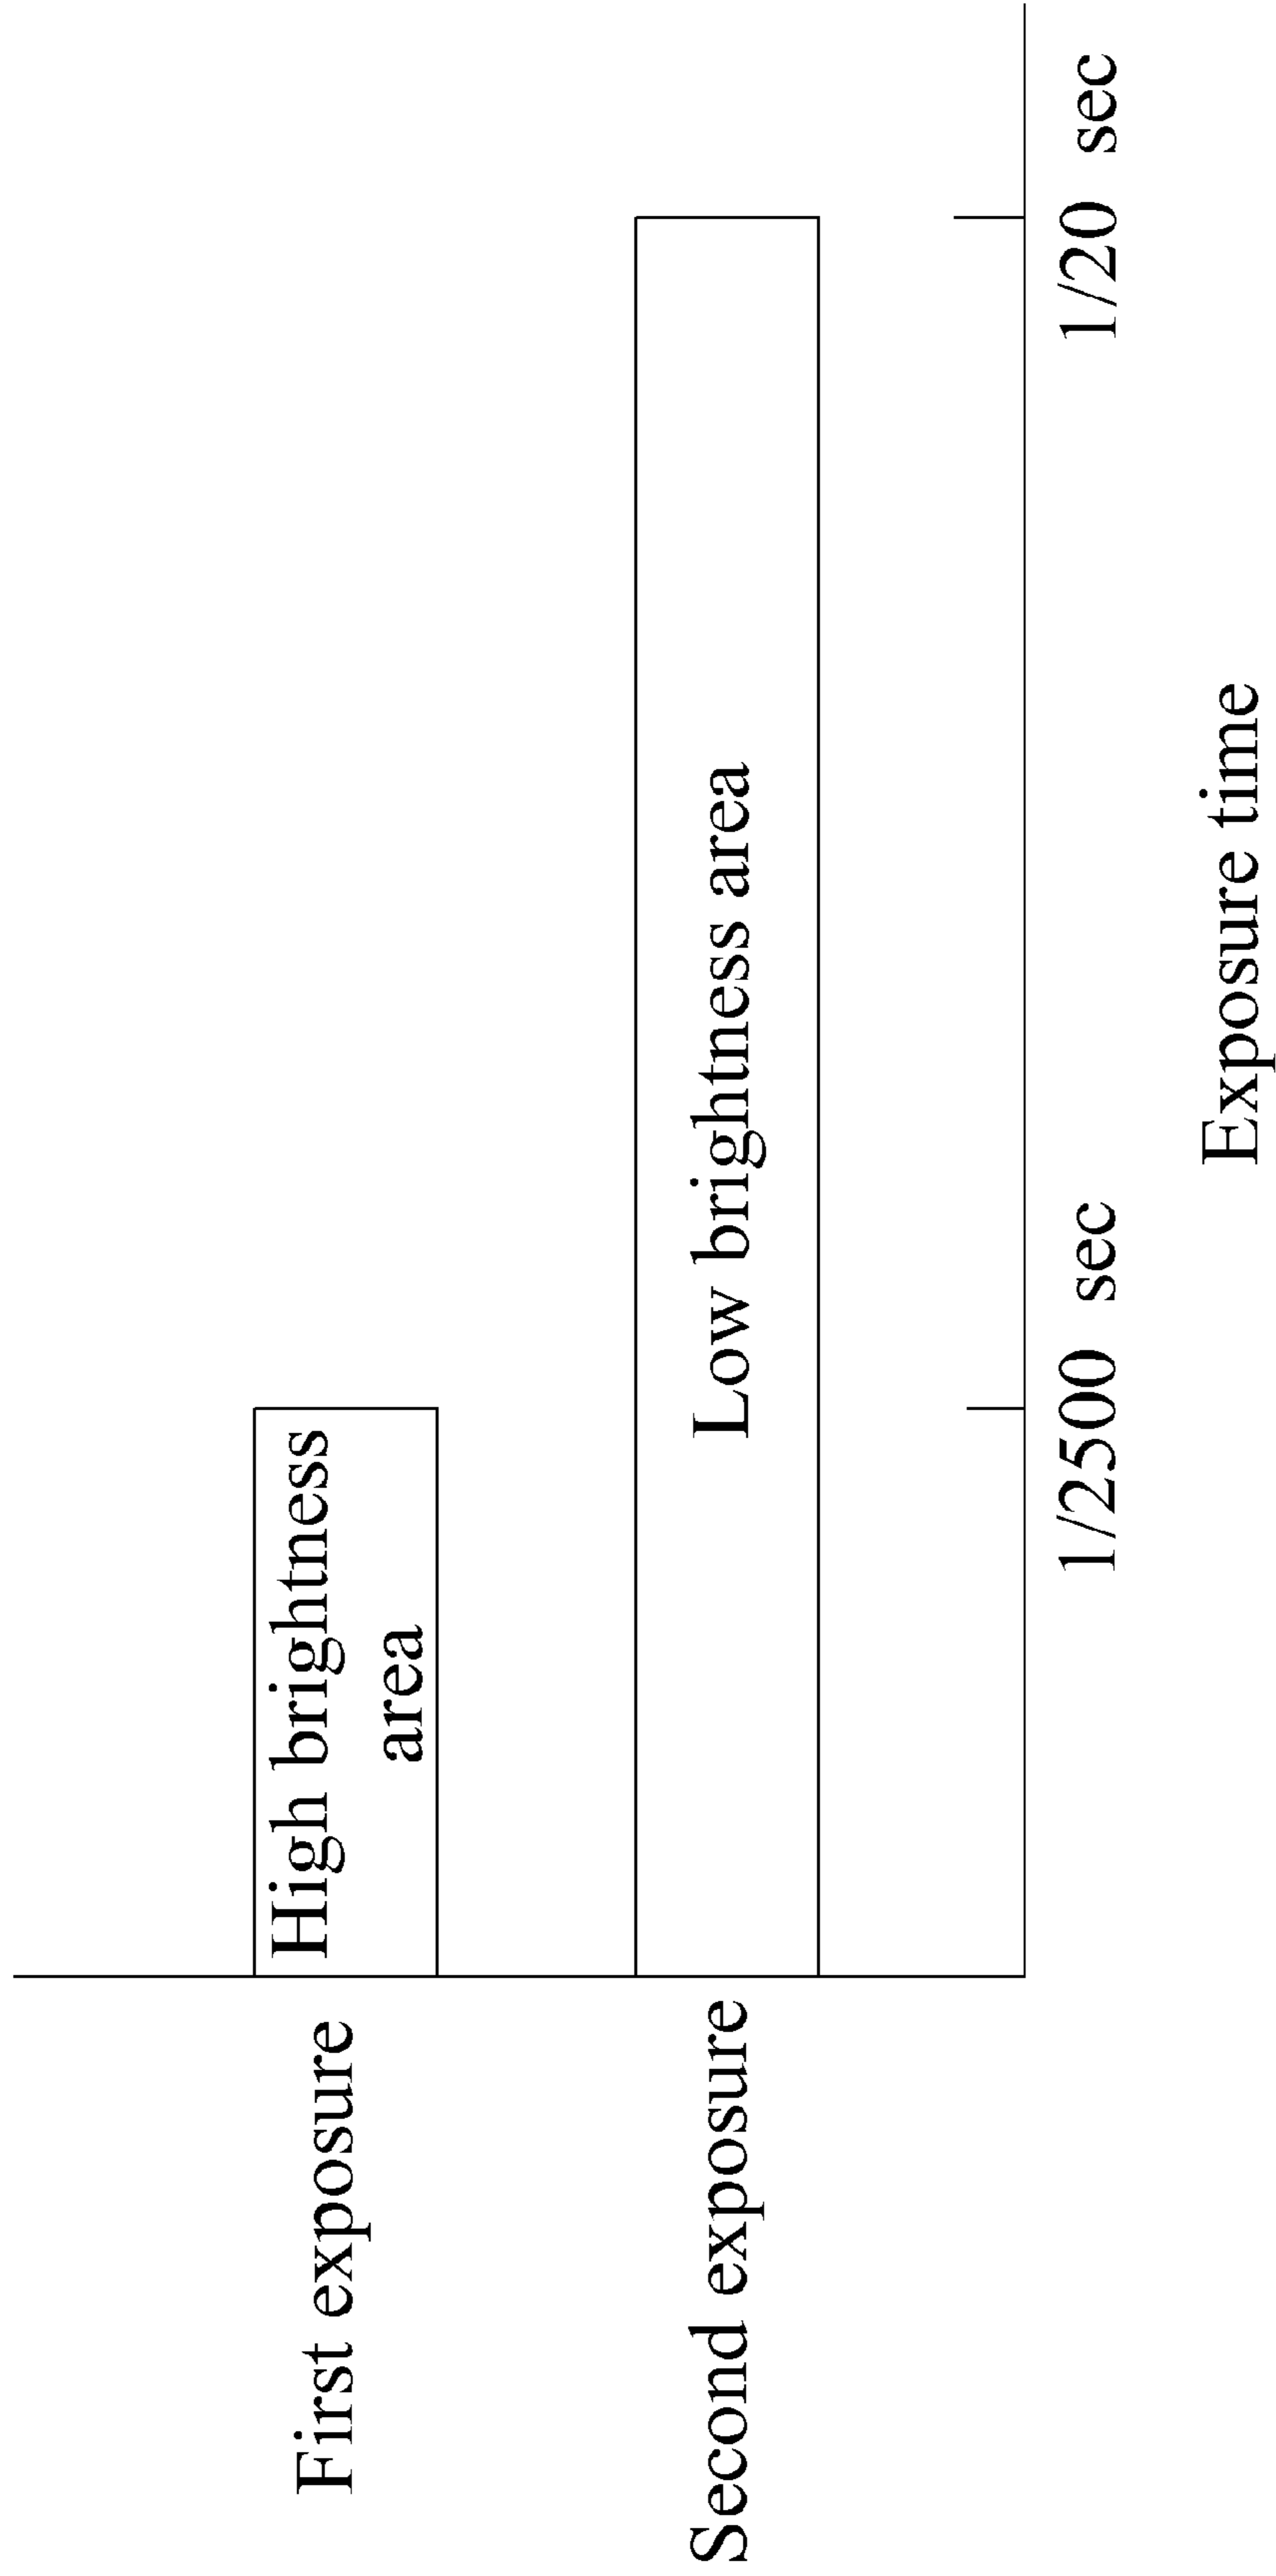 First exposure
High brightness
area
Second exposure
Low brightness area
1/2500 sec
1/20 sec
Exposure time